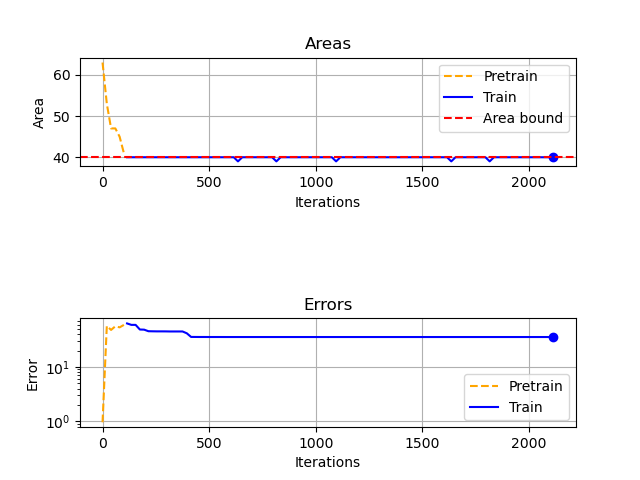 Areas
60
50
40
Area
Pretrain
Train
Area bound
0
500
1000
1500
2000
Iterations
Errors
10¹
10⁰
Error
Pretrain
Train
0
500
1000
1500
2000
Iterations